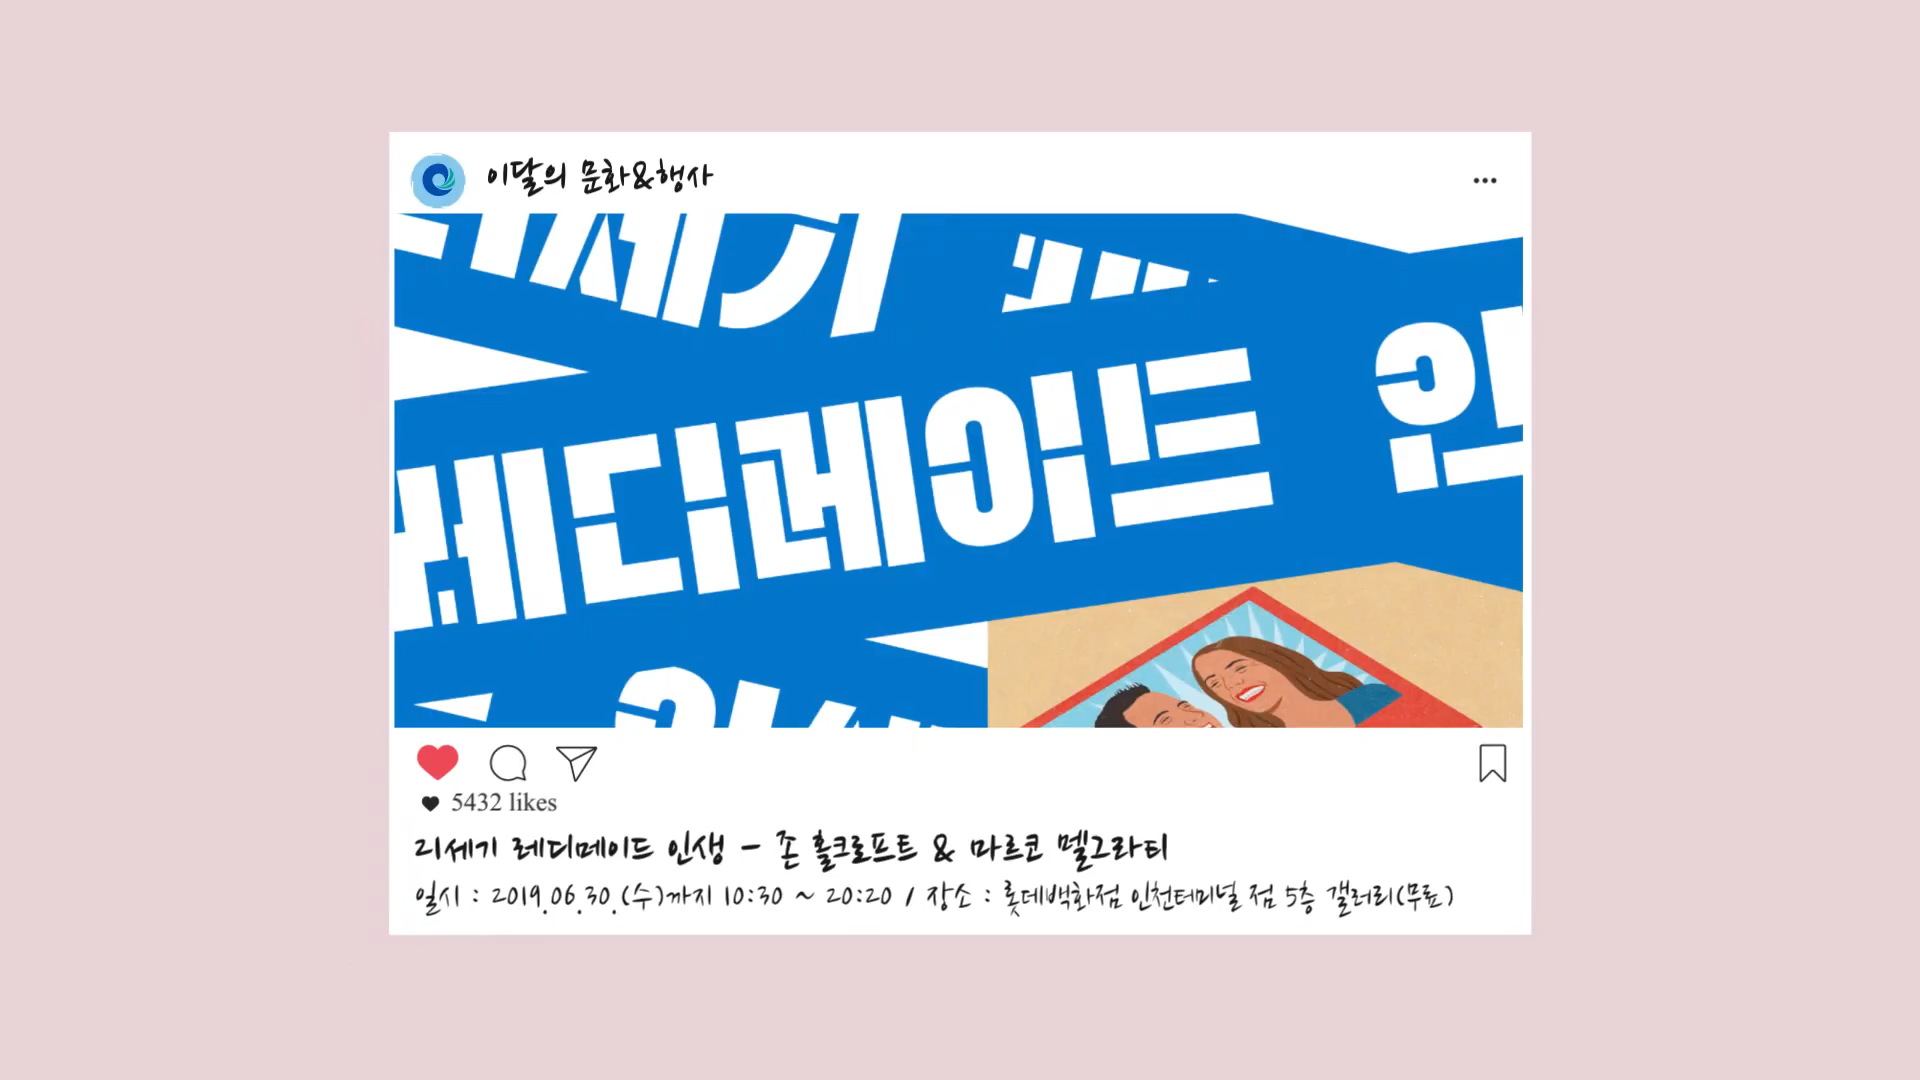 이달의 문화&행사
세기
레디메이드 인
5432 likes
21세기 레디메이드 인생 - 존 홀크로프트 & 마르코 멜그라티
일시 : 2019.06.30.(수)까지 10:30 ~ 20:20 / 장소 : 롯데백화점 인천터미널 점 5층 갤러리(무료)